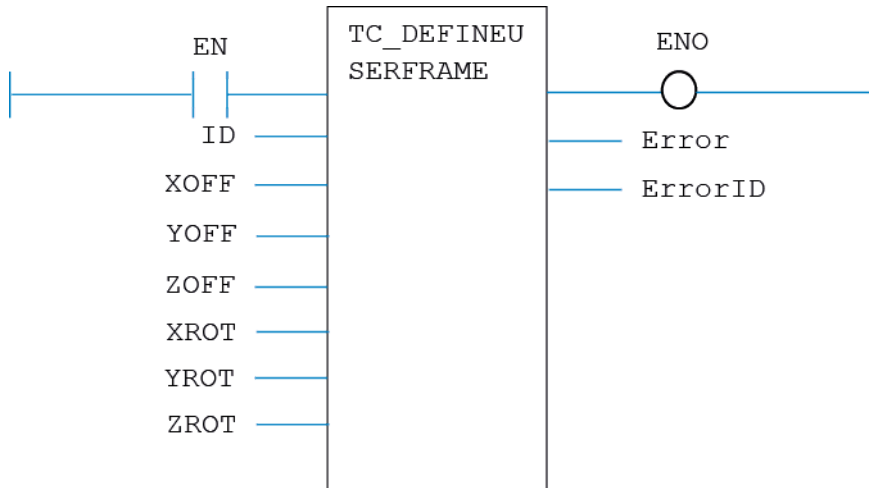 EN
TC_DEFINEU
SERFRAME
ENO
ID
Error
XOFF
ErrorID
YOFF
ZOFF
XROT
YROT
ZROT